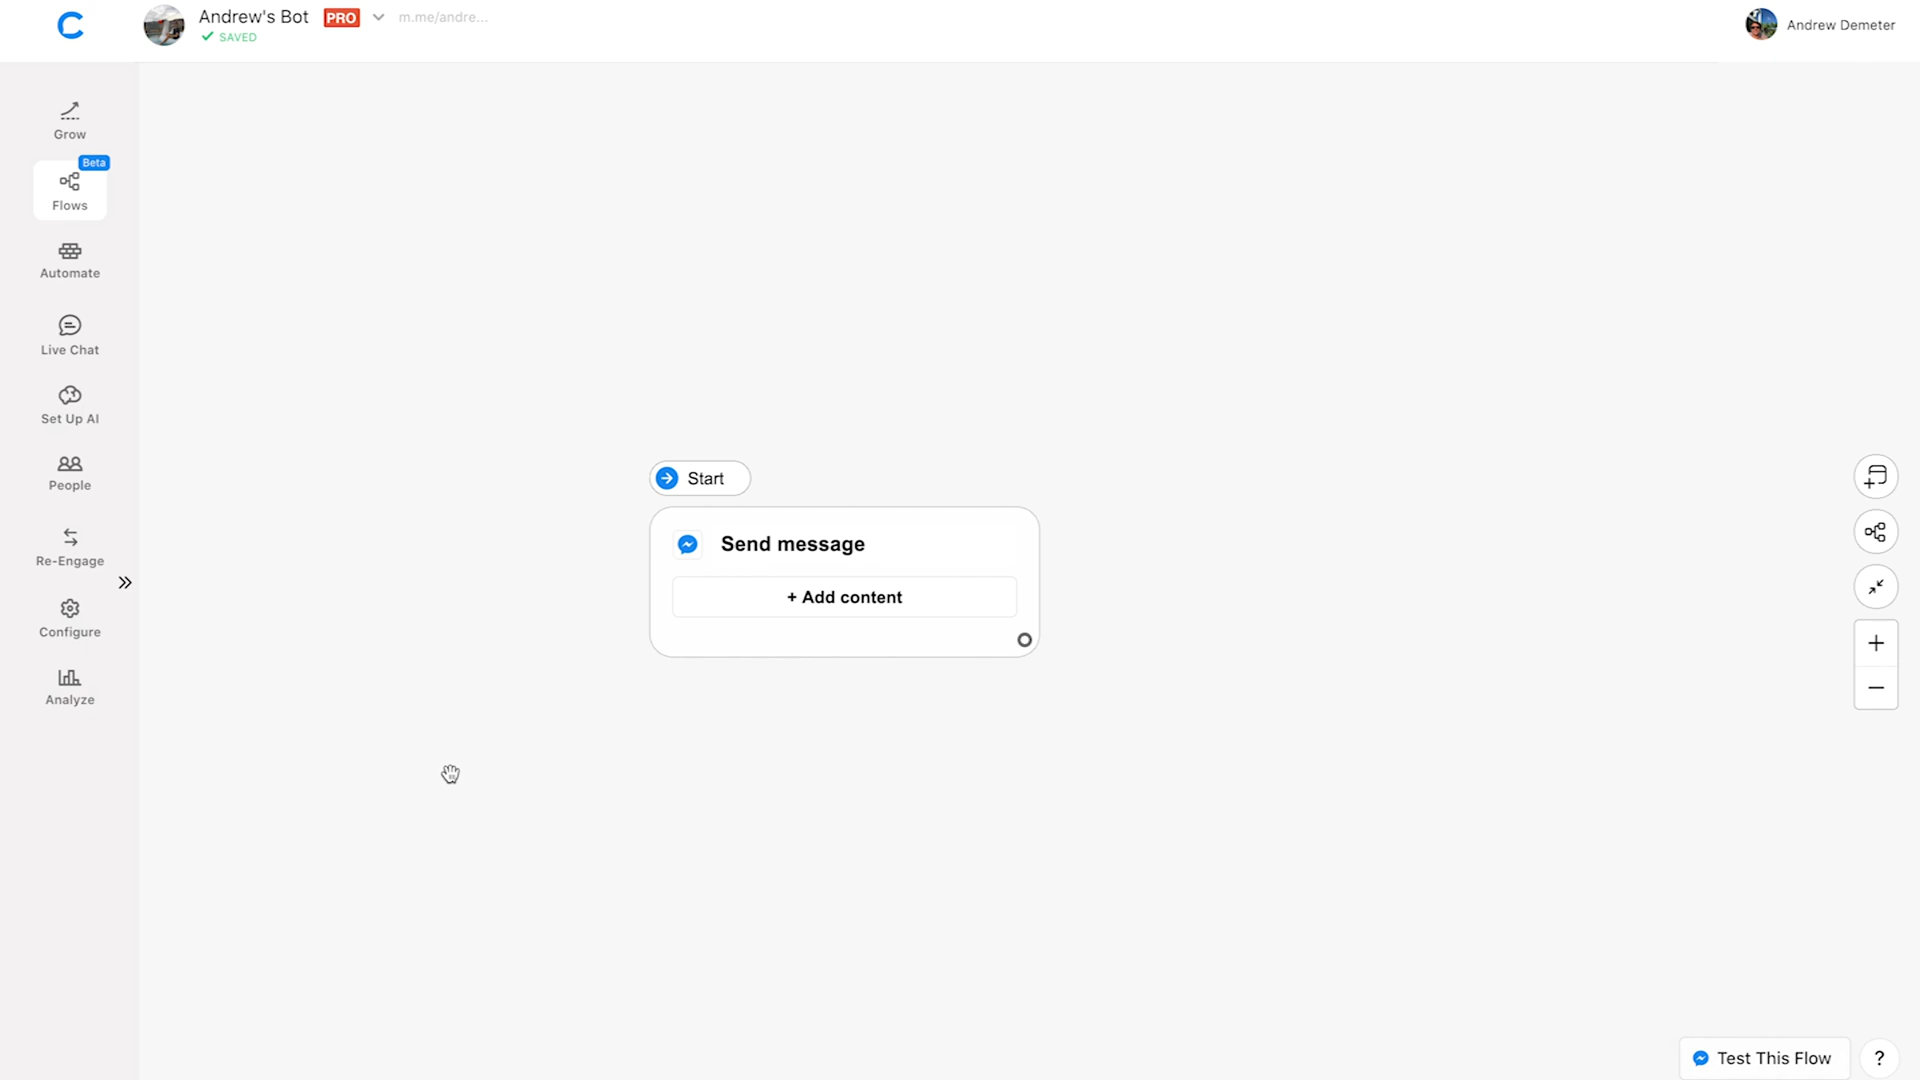 Andrew's Bot PRO m.me/andre...
SAVED
Andrew Demeter
Grow
Beta
Flows
Automate
Live Chat
Set Up AI
People
Re-Engage
Configure
Analyze
Start
Send message
+ Add content
Test This Flow ?